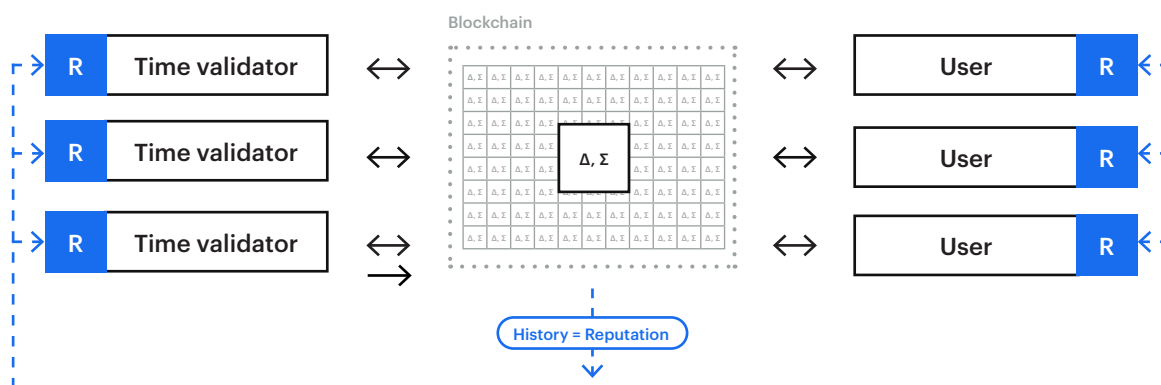 Blockchain
R Time validator
R Time validator
R Time validator
Δ, Σ Δ, Σ Δ, Σ Δ, Σ Δ, Σ Δ, Σ Δ, Σ Δ, Σ Δ, Σ Δ, Σ Δ, Σ
Δ, Σ Δ, Σ Δ, Σ Δ, Σ Δ, Σ Δ, Σ Δ, Σ Δ, Σ Δ, Σ Δ, Σ Δ, Σ
Δ, Σ Δ, Σ Δ, Σ Δ, Σ Δ, Σ Δ, Σ Δ, Σ Δ, Σ
Δ, Σ Δ, Σ Δ, Σ Δ, Σ Δ, Σ Δ, Σ Δ, Σ Δ, Σ
Δ, Σ
Δ, Σ Δ, Σ Δ, Σ Δ, Σ Δ, Σ Δ, Σ Δ, Σ Δ, Σ
Δ, Σ Δ, Σ Δ, Σ Δ, Σ Δ, Σ Δ, Σ Δ, Σ Δ, Σ
Δ, Σ Δ, Σ Δ, Σ Δ, Σ Δ, Σ Δ, Σ Δ, Σ Δ, Σ Δ, Σ Δ, Σ Δ, Σ
Δ, Σ Δ, Σ Δ, Σ Δ, Σ Δ, Σ Δ, Σ Δ, Σ Δ, Σ Δ, Σ Δ, Σ Δ, Σ
User R
User R
User R
History = Reputation